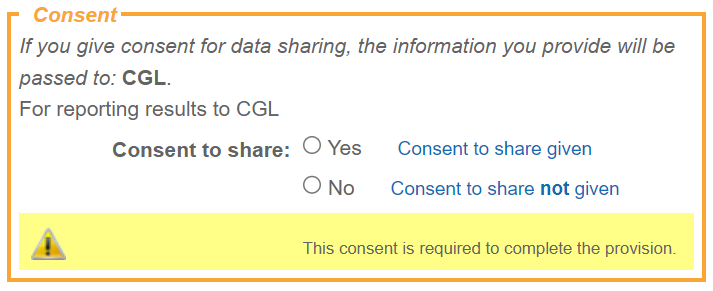 Consent
If you give consent for data sharing, the information you provide will be
passed to: CGL.
For reporting results to CGL
Consent to share: Yes Consent to share given
No Consent to share not given
This consent is required to complete the provision.